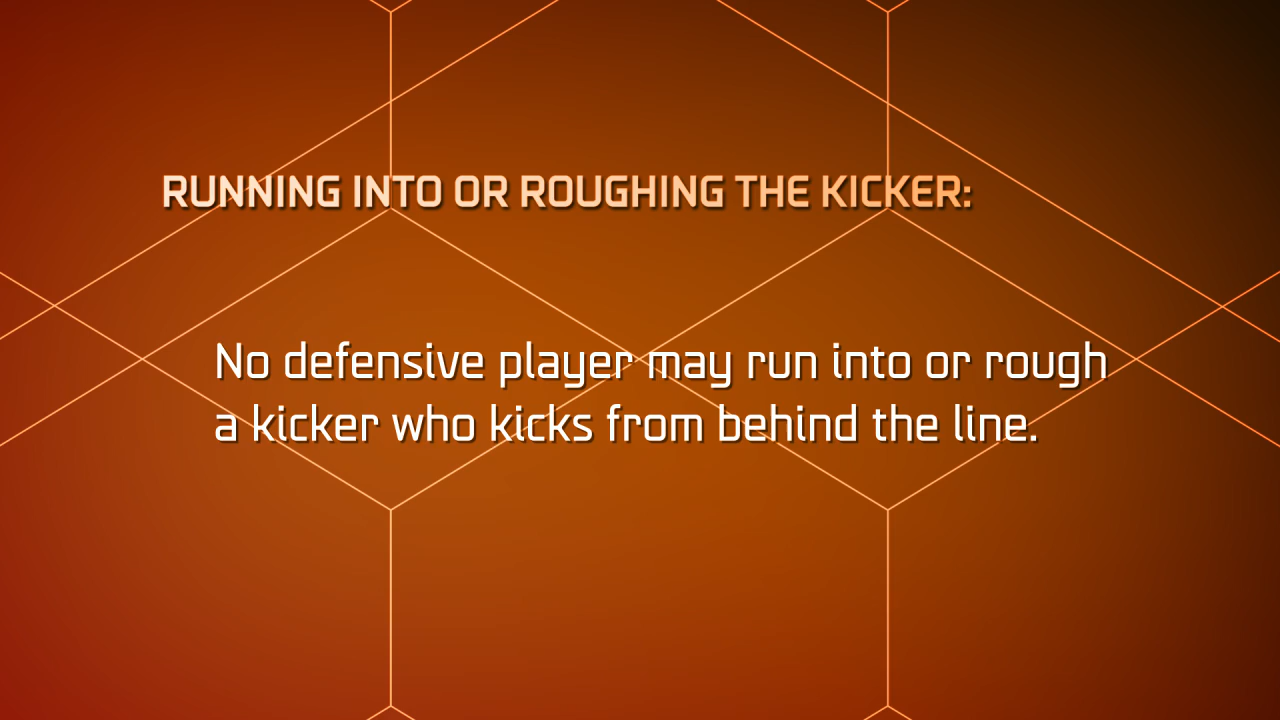 RUNNING INTO OR ROUGHING THE KICKER:
No defensive player may run into or rough
a kicker who kicks from behind the line.